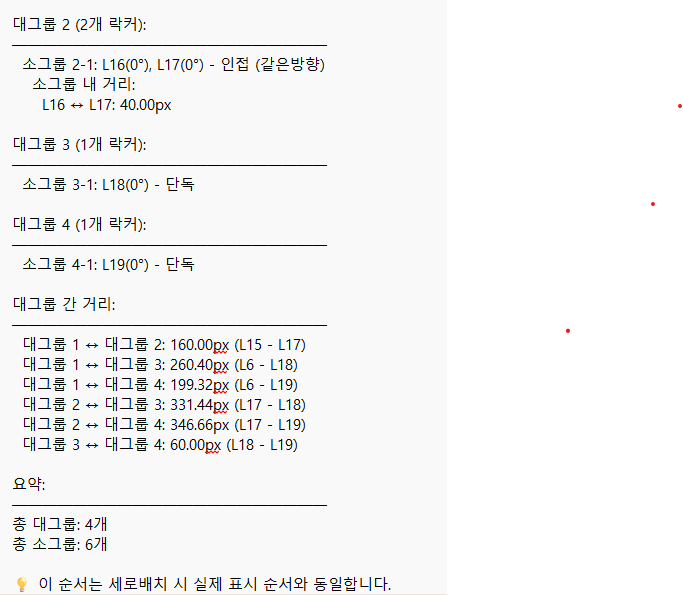 대그룹 2 (2개 락커):
────────────────────────────
소그룹 2-1: L16(0°), L17(0°) - 인접 (같은방향)
소그룹 내 거리:
L16 ↔ L17: 40.00px
대그룹 3 (1개 락커):
────────────────────────────
소그룹 3-1: L18(0°) - 단독
대그룹 4 (1개 락커):
────────────────────────────
소그룹 4-1: L19(0°) - 단독
대그룹 간 거리:
────────────────────────────
대그룹 1 ↔ 대그룹 2: 160.00px (L15 - L17)
대그룹 1 ↔ 대그룹 3: 260.40px (L6 - L18)
대그룹 1 ↔ 대그룹 4: 199.32px (L6 - L19)
대그룹 2 ↔ 대그룹 3: 331.44px (L17 - L18)
대그룹 2 ↔ 대그룹 4: 346.66px (L17 - L19)
대그룹 3 ↔ 대그룹 4: 60.00px (L18 - L19)
요약:
────────────────────────────
총 대그룹: 4개
총 소그룹: 6개
💡 이 순서는 세로배치 시 실제 표시 순서와 동일합니다.